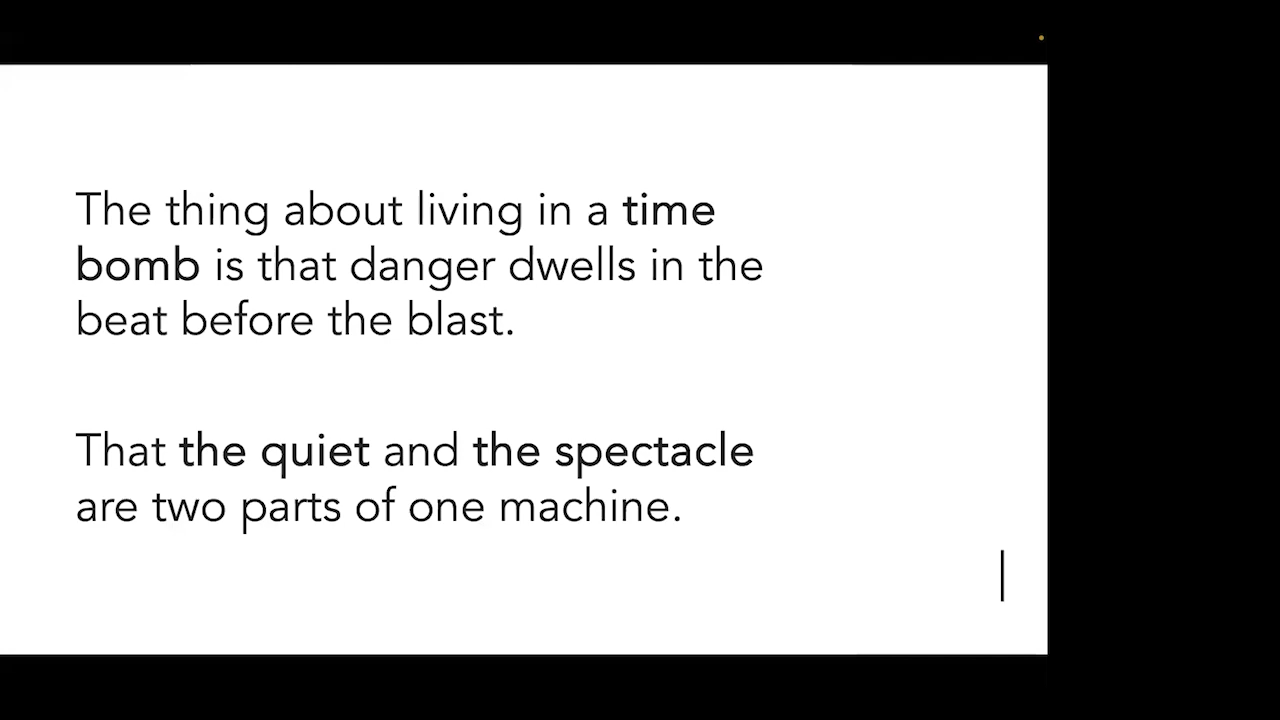 The thing about living in a time
bomb is that danger dwells in the
beat before the blast.
That the quiet and the spectacle
are two parts of one machine.